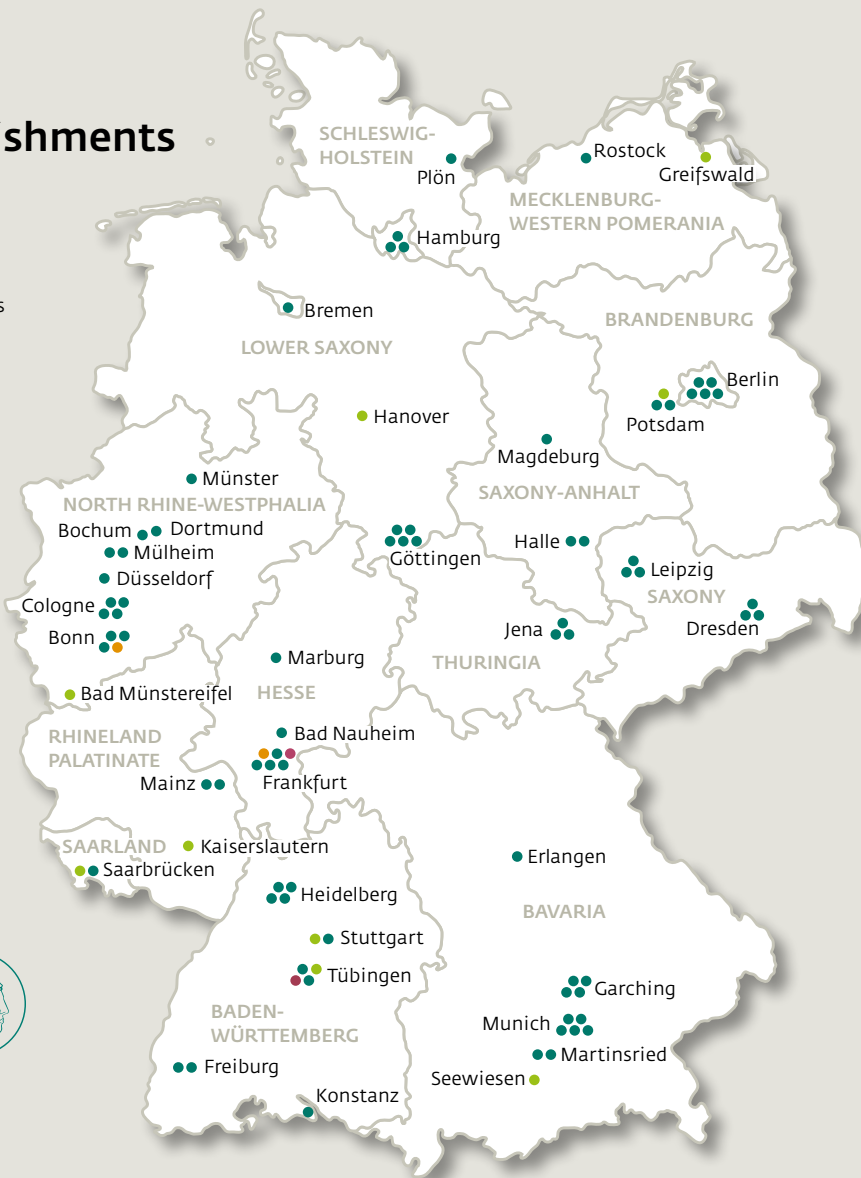 ishments
s
SCHLESWIG-
HOLSTEIN
Plön
Rostock
Greifswald
MECKLENBURG-
WESTERN POMERANIA
Hamburg
Bremen
LOWER SAXONY
BRANDENBURG
Berlin
Potsdam
Hanover
Magdeburg
SAXONY-ANHALT
Münster
NORTH RHINE-WESTPHALIA
Bochum
Dortmund
Mülheim
Düsseldorf
Cologne
Bonn
Göttingen
Halle
Leipzig
SAXONY
Dresden
Jena
THURINGIA
Marburg
HESSE
Bad Münstereifel
Bad Nauheim
RHINELAND
PALATINATE
Mainz
Frankfurt
SAARLAND
Kaiserslautern
Saarbrücken
Erlangen
Heidelberg
BAVARIA
Stuttgart
Tübingen
Garching
BADEN-
WÜRTTEMBERG
Munich
Martinsried
Freiburg
Seewiesen
Konstanz